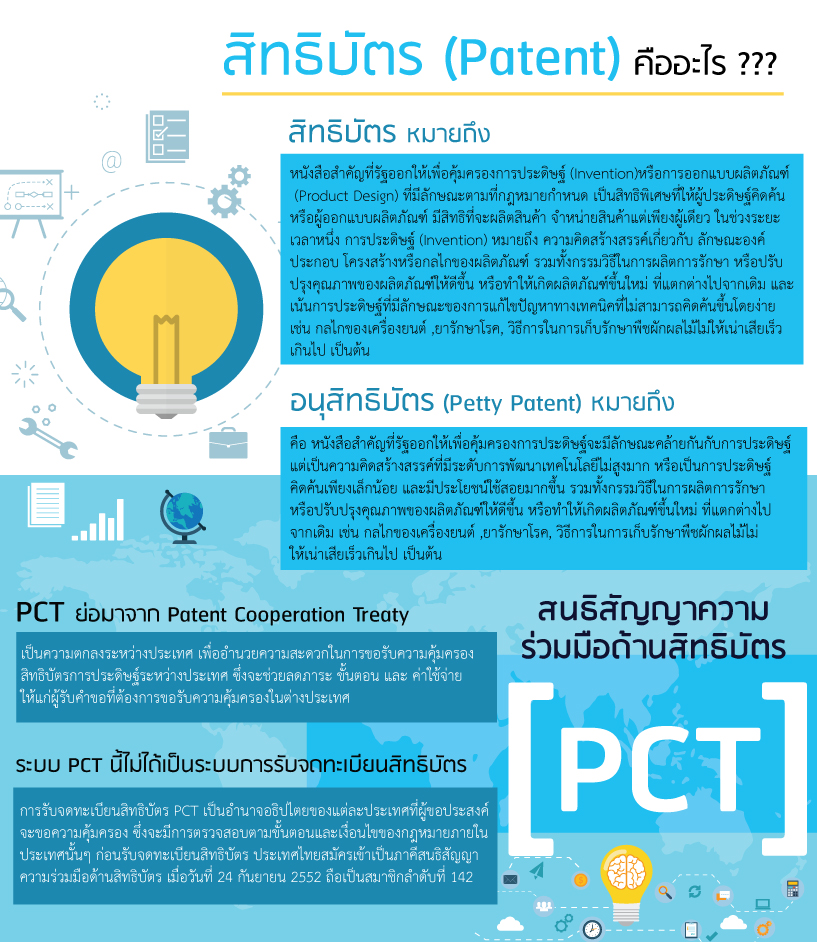 สิทธิบัตร (Patent) คืออะไร ???
สิทธิบัตร หมายถึง
หนังสือสำคัญที่รัฐออกให้เพื่อคุ้มครองการประดิษฐ์ (Invention)หรือการออกแบบผลิตภัณฑ์
(Product Design) ที่มีลักษณะตามที่กฎหมายกำหนด เป็นสิทธิพิเศษที่ให้ผู้ประดิษฐ์คิดค้น
หรือผู้ออกแบบผลิตภัณฑ์ มีสิทธิที่จะผลิตสินค้า จำหน่ายสินค้าแต่เพียงผู้เดียว ในช่วงระยะ
เวลาหนึ่ง การประดิษฐ์ (Invention) หมายถึง ความคิดสร้างสรรค์เกี่ยวกับ ลักษณะองค์
ประกอบ โครงสร้างหรือกลไกของผลิตภัณฑ์ รวมทั้งกรรมวิธีในการผลิตการรักษา หรือปรับ
ปรุงคุณภาพของผลิตภัณฑ์ให้ดีขึ้น หรือทำให้เกิดผลิตภัณฑ์ขึ้นใหม่ ที่แตกต่างไปจากเดิม และ
เน้นการประดิษฐ์ที่มีลักษณะของการแก้ไขปัญหาทางเทคนิคที่ไม่สามารถคิดค้นขึ้นโดยง่าย
เช่น กลไกของเครื่องยนต์ ,ยารักษาโรค, วิธีการในการเก็บรักษาพืชผักผลไม้ไม่ให้เน่าเสียเร็ว
เกินไป เป็นต้น
อนุสิทธิบัตร (Petty Patent) หมายถึง
คือ หนังสือสำคัญที่รัฐออกให้เพื่อคุ้มครองการประดิษฐ์จะมีลักษณะคล้ายกันกับการประดิษฐ์
แต่เป็นความคิดสร้างสรรค์ที่มีระดับการพัฒนาเทคโนโลยีไม่สูงมาก หรือเป็นการประดิษฐ์
คิดค้นเพียงเล็กน้อย และมีประโยชน์ใช้สอยมากขึ้น รวมทั้งกรรมวิธีในการผลิตการรักษา
หรือปรับปรุงคุณภาพของผลิตภัณฑ์ให้ดีขึ้น หรือทำให้เกิดผลิตภัณฑ์ขึ้นใหม่ ที่แตกต่างไป
จากเดิม เช่น กลไกของเครื่องยนต์ ,ยารักษาโรค, วิธีการในการเก็บรักษาพืชผักผลไม้ไม่
ให้เน่าเสียเร็วเกินไป เป็นต้น
PCT ย่อมาจาก Patent Cooperation Treaty
เป็นความตกลงระหว่างประเทศ เพื่ออำนวยความสะดวกในการขอรับความคุ้มครอง
สิทธิบัตรการประดิษฐ์ระหว่างประเทศ ซึ่งจะช่วยลดภาระ ขั้นตอน และ ค่าใช้จ่าย
ให้แก่ผู้รับคำขอที่ต้องการขอรับความคุ้มครองในต่างประเทศ
ระบบ PCT นี้ไม่ได้เป็นระบบการรับจดทะเบียนสิทธิบัตร
การรับจดทะเบียนสิทธิบัตร PCT เป็นอำนาจอธิปไตยของแต่ละประเทศที่ผู้ขอประสงค์
จะขอความคุ้มครอง ซึ่งจะมีการตรวจสอบตามขั้นตอนและเงื่อนไขของกฎหมายภายใน
ประเทศนั้นๆ ก่อนรับจดทะเบียนสิทธิบัตร ประเทศไทยสมัครเข้าเป็นภาคีสนธิสัญญา
ความร่วมมือด้านสิทธิบัตร เมื่อวันที่ 24 กันยายน 2552 ถือเป็นสมาชิกลำดับที่ 142
สนธิสัญญาความ
ร่วมมือด้านสิทธิบัตร
[PCT]